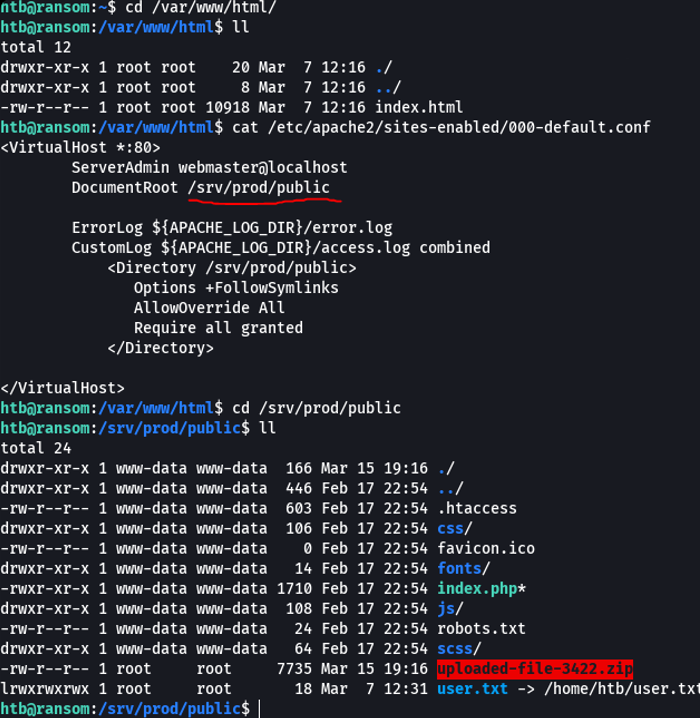 ntb@ransom:~$ cd /var/www/html/
htb@ransom:/var/www/html$ ll
total 12
drwxr-xr-x 1 root root    20 Mar  7 12:16 ./
drwxr-xr-x 1 root root     8 Mar  7 12:16 ../
-rw-r--r-- 1 root root 10918 Mar  7 12:16 index.html
htb@ransom:/var/www/html$ cat /etc/apache2/sites-enabled/000-default.conf
<VirtualHost *:80>
        ServerAdmin webmaster@localhost
        DocumentRoot /srv/prod/public

        ErrorLog ${APACHE_LOG_DIR}/error.log
        CustomLog ${APACHE_LOG_DIR}/access.log combined
            <Directory /srv/prod/public>
               Options +FollowSymlinks
               AllowOverride All
               Require all granted
            </Directory>

</VirtualHost>
htb@ransom:/var/www/html$ cd /srv/prod/public
htb@ransom:/srv/prod/public$ ll
total 24
drwxr-xr-x 1 www-data www-data  166 Mar 15 19:16 ./
drwxr-xr-x 1 www-data www-data  446 Feb 17 22:54 ../
-rw-r--r-- 1 www-data www-data  603 Feb 17 22:54 .htaccess
drwxr-xr-x 1 www-data www-data  106 Feb 17 22:54 css/
-rw-r--r-- 1 www-data www-data    0 Feb 17 22:54 favicon.ico
drwxr-xr-x 1 www-data www-data   14 Feb 17 22:54 fonts/
-rwxr-xr-x 1 www-data www-data 1710 Feb 17 22:54 index.php*
drwxr-xr-x 1 www-data www-data  108 Feb 17 22:54 js/
-rw-r--r-- 1 www-data www-data   24 Feb 17 22:54 robots.txt
drwxr-xr-x 1 www-data www-data   64 Feb 17 22:54 scss/
-rw-r--r-- 1 root     root     7735 Mar 15 19:16 uploaded-file-3422.zip
lrwxrwxrwx 1 root     root       18 Mar  7 12:31 user.txt -> /home/htb/user.txt
htb@ransom:/srv/prod/public$